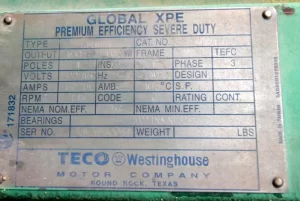 GLOBAL XPE
PREMIUM EFFICIENCY SEVERE DUTY
TYPE CAT.NO.
OUTPUT FRAME TEFC
POLES INS. PHASE 3
VOLTS Hz DESIGN
AMPS AMB. °C S.F.
RPM CODE RATING CONT.
NEMA NOM.EFF. NEMA MIN.EFF.
BEARINGS
SER NO. WEIGHT LBS
171832
TECO Westinghouse
MOTOR COMPANY
ROUND ROCK, TEXAS